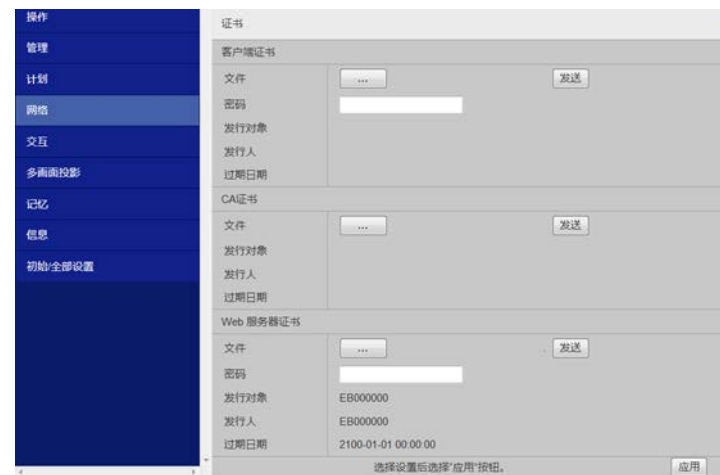 操作
管理
计划
网络
交互
多画面投影
记忆
信息
初始/全部设置
证书
客户端证书
文件 ... 发送
密码
发行对象
发行人
过期日期
CA证书
文件 ... 发送
发行对象
发行人
过期日期
Web 服务器证书
文件 ... 发送
密码
发行对象 EB000000
发行人 EB000000
过期日期 2100-01-01 00:00:00
选择设置后选择"应用"按钮。 应用